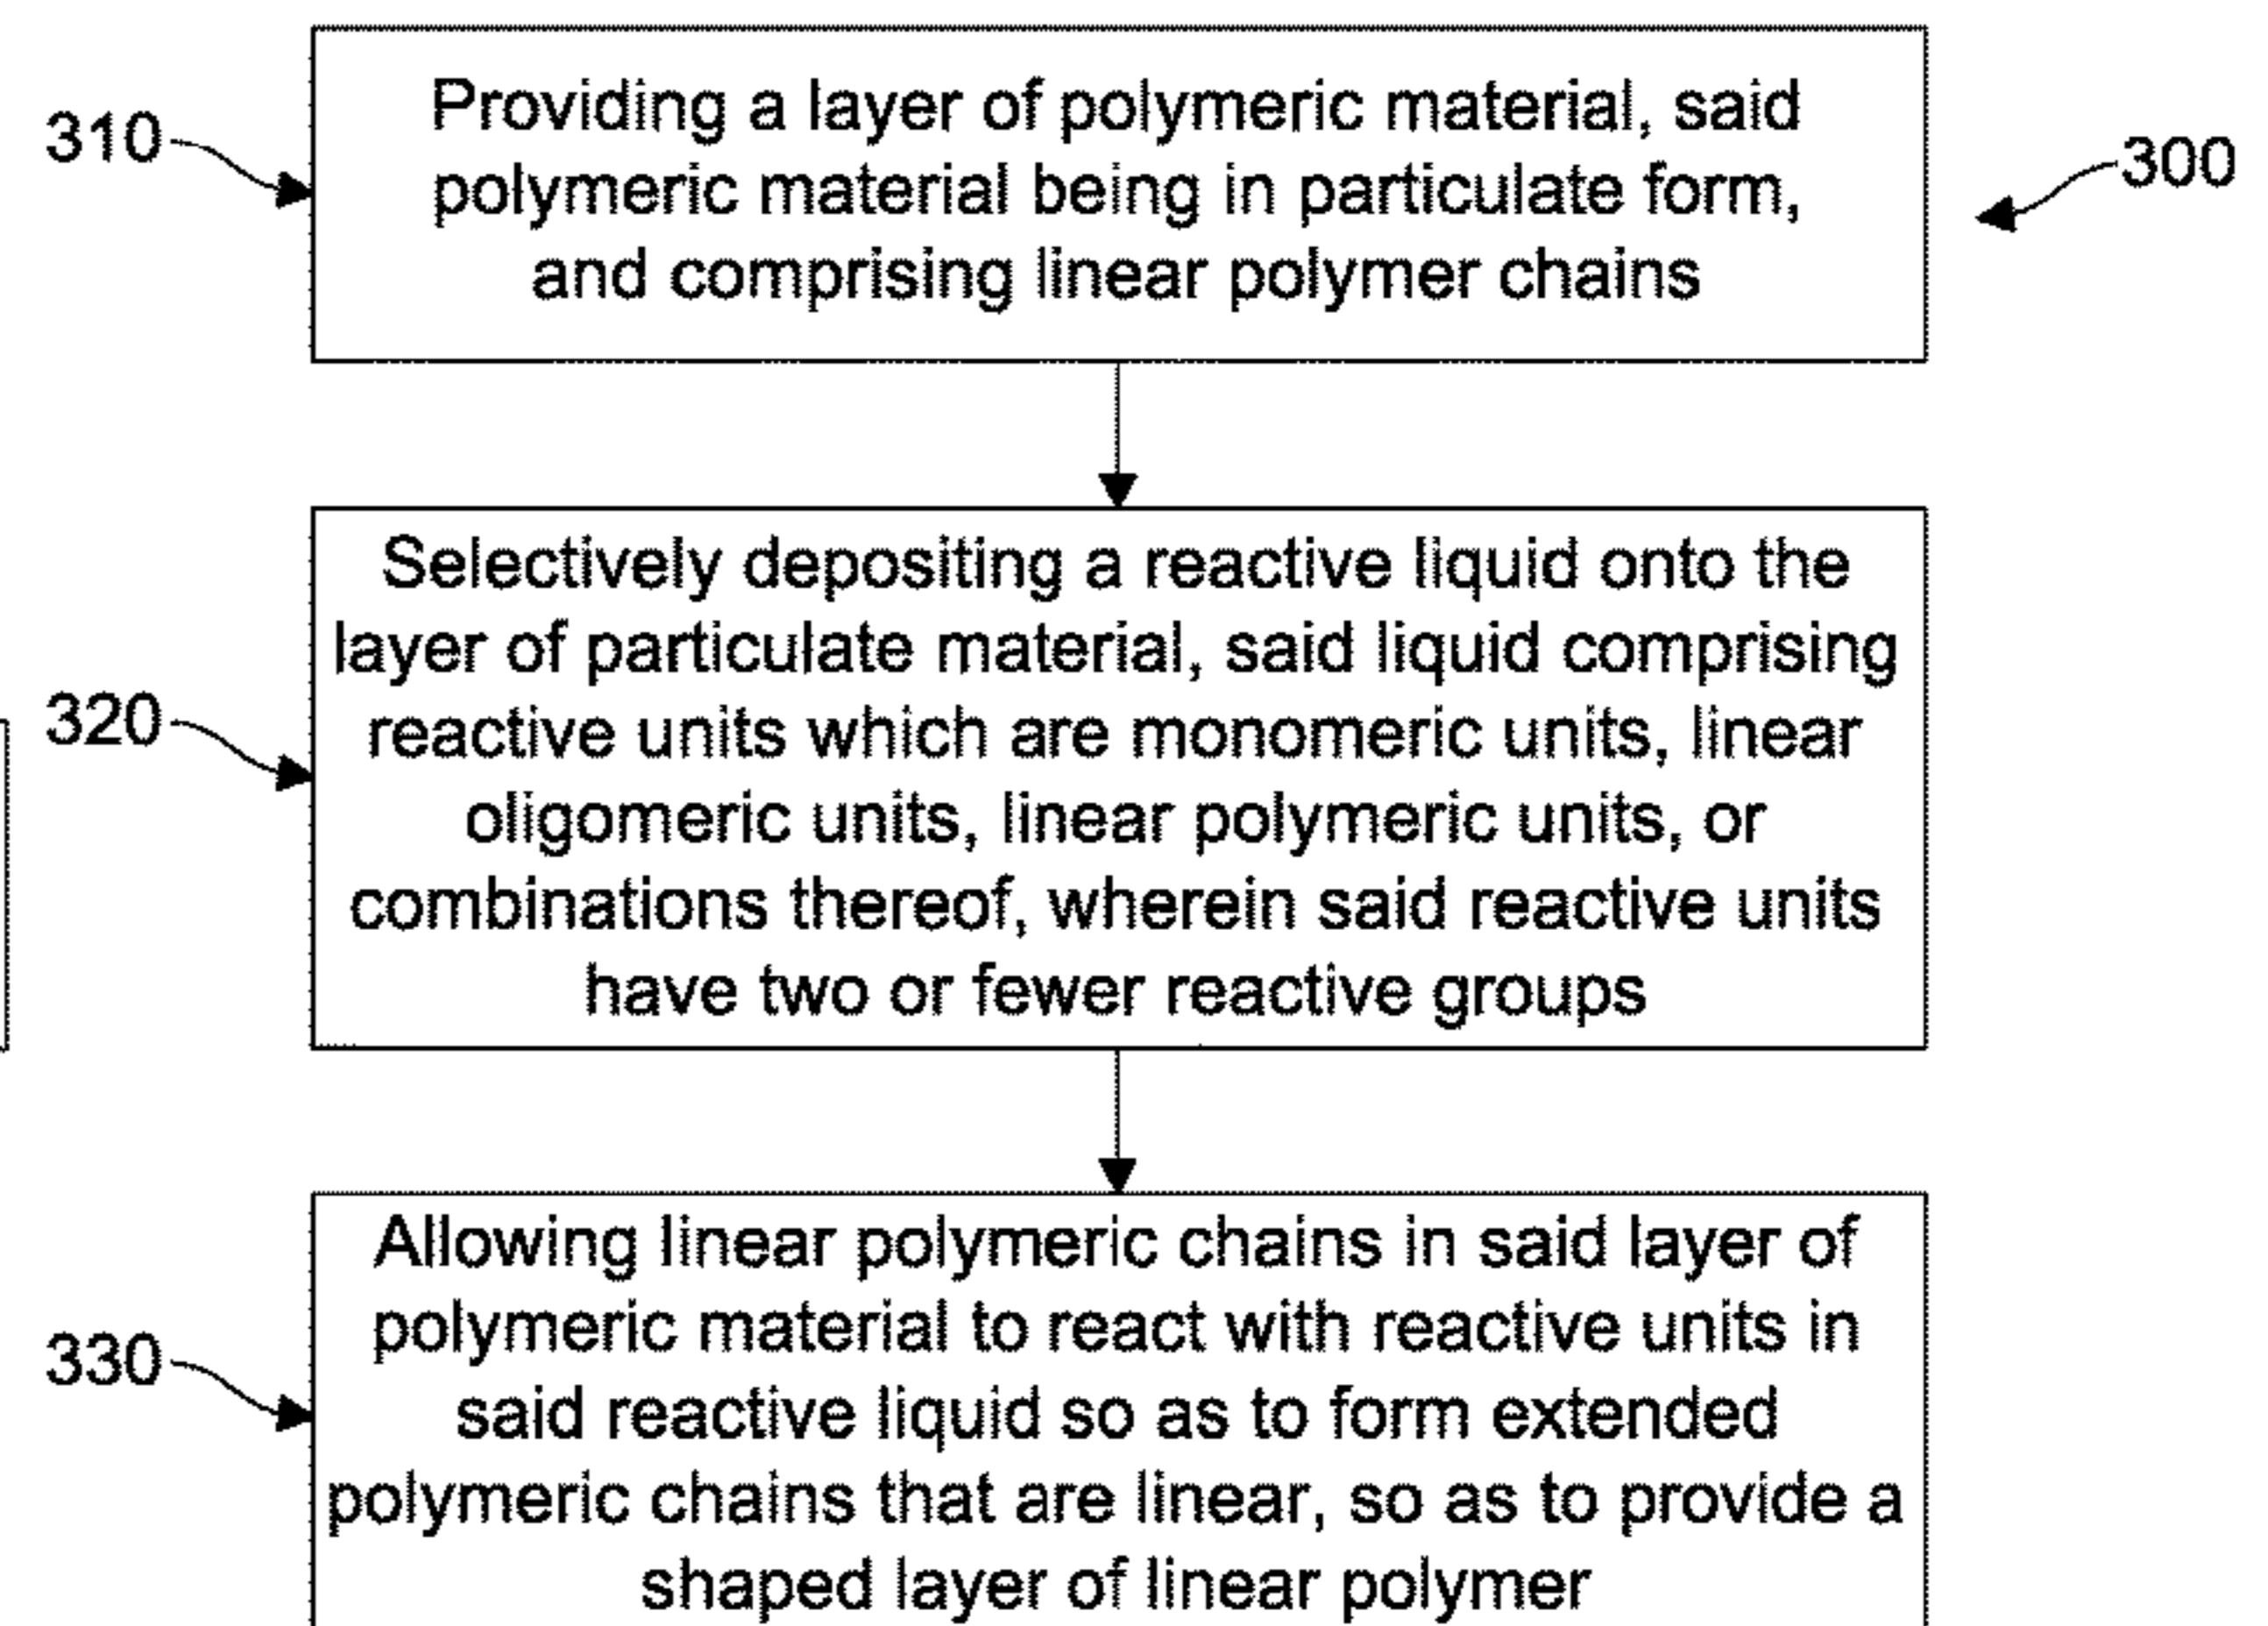 310
Providing a layer of polymeric material, said
polymeric material being in particulate form,
and comprising linear polymer chains
300
320
Selectively depositing a reactive liquid onto the
layer of particulate material, said liquid comprising
reactive units which are monomeric units, linear
oligomeric units, linear polymeric units, or
combinations thereof, wherein said reactive units
have two or fewer reactive groups
330
Allowing linear polymeric chains in said layer of
polymeric material to react with reactive units in
said reactive liquid so as to form extended
polymeric chains that are linear, so as to provide a
shaped layer of linear polymer